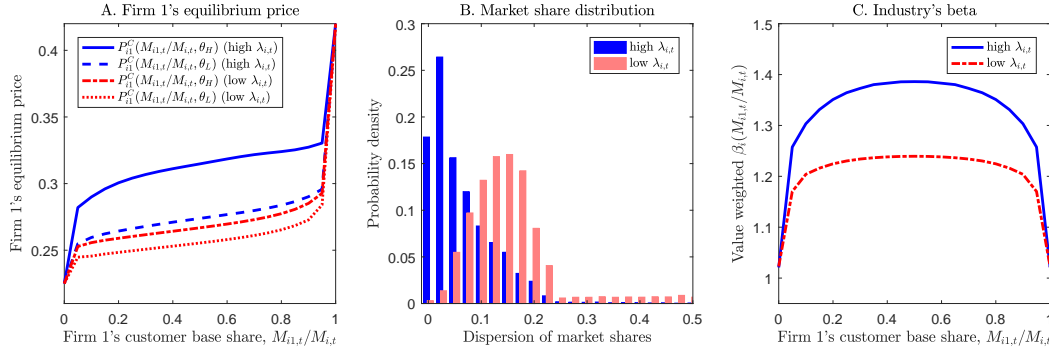 A. Firm 1's equilibrium price
Firm 1's equilibrium price
0.4
0.35
0.3
0.25
P^C_{i1}(M_{i1,t}/M_{i,t}, θ_H) (high λ_{i,t})
P^C_{i1}(M_{i1,t}/M_{i,t}, θ_L) (high λ_{i,t})
P^C_{i1}(M_{i1,t}/M_{i,t}, θ_H) (low λ_{i,t})
P^C_{i1}(M_{i1,t}/M_{i,t}, θ_L) (low λ_{i,t})
0 0.2 0.4 0.6 0.8 1
Firm 1's customer base share, M_{i1,t}/M_{i,t}
B. Market share distribution
Probability density
0.3
0.25
0.2
0.15
0.1
0.05
0
high λ_{i,t}
low λ_{i,t}
0 0.1 0.2 0.3 0.4 0.5
Dispersion of market shares
C. Industry's beta
Value weighted β_i(M_{i1,t}/M_{i,t})
1.5
1.4
1.3
1.2
1.1
1
high λ_{i,t}
low λ_{i,t}
0 0.2 0.4 0.6 0.8 1
Firm 1's customer base share, M_{i1,t}/M_{i,t}